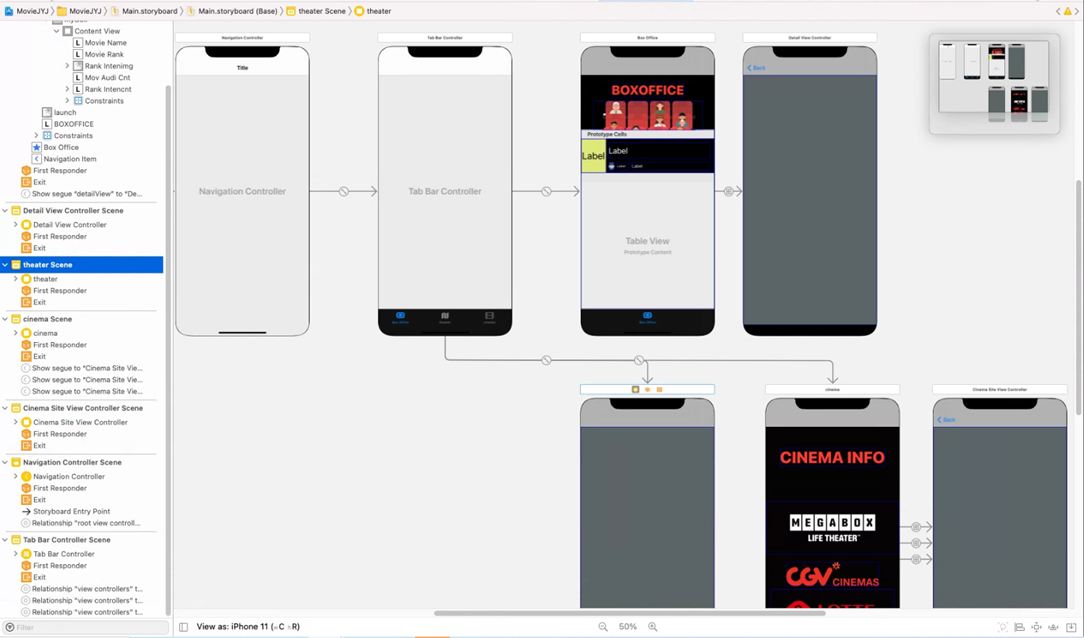 MovieJYJ
MovieJYJ
Main.storyboard
Main.storyboard (Base)
theater Scene
theater
Content View
Movie Name
Movie Rank
Rank Intenimg
Mov Audi Cnt
Rank Intencnt
Constraints
launch
BOXOFFICE
Constraints
Box Office
Navigation Item
First Responder
Exit
Show segue "detailView" to "De...
Detail View Controller Scene
Detail View Controller
First Responder
Exit
theater Scene
theater
First Responder
Exit
cinema Scene
cinema
First Responder
Exit
Show segue to "Cinema Site Vie...
Show segue to "Cinema Site Vie...
Show segue to "Cinema Site Vie...
Cinema Site View Controller Scene
Cinema Site View Controller
First Responder
Exit
Navigation Controller Scene
Navigation Controller
First Responder
Exit
Storyboard Entry Point
Relationship "root view controll...
Tab Bar Controller Scene
Tab Bar Controller
First Responder
Exit
Relationship "view controllers" t...
Relationship "view controllers" t...
Relationship "view controllers" t...
Filter
Navigation Controller
Title
Navigation Controller
Tab Bar Controller
Tab Bar Controller
Box Office
cinema
Box Office
BOXOFFICE
Prototype Cells
Label
Label
Label
Label
Table View
Prototype Content
Box Office
Detail View Controller
Back
cinema
CINEMA INFO
MEGABOX
LIFE THEATER
CGV CINEMAS
LOTTE
Cinema Site View Controller
Back
View as: iPhone 11 (wC hR)
50%